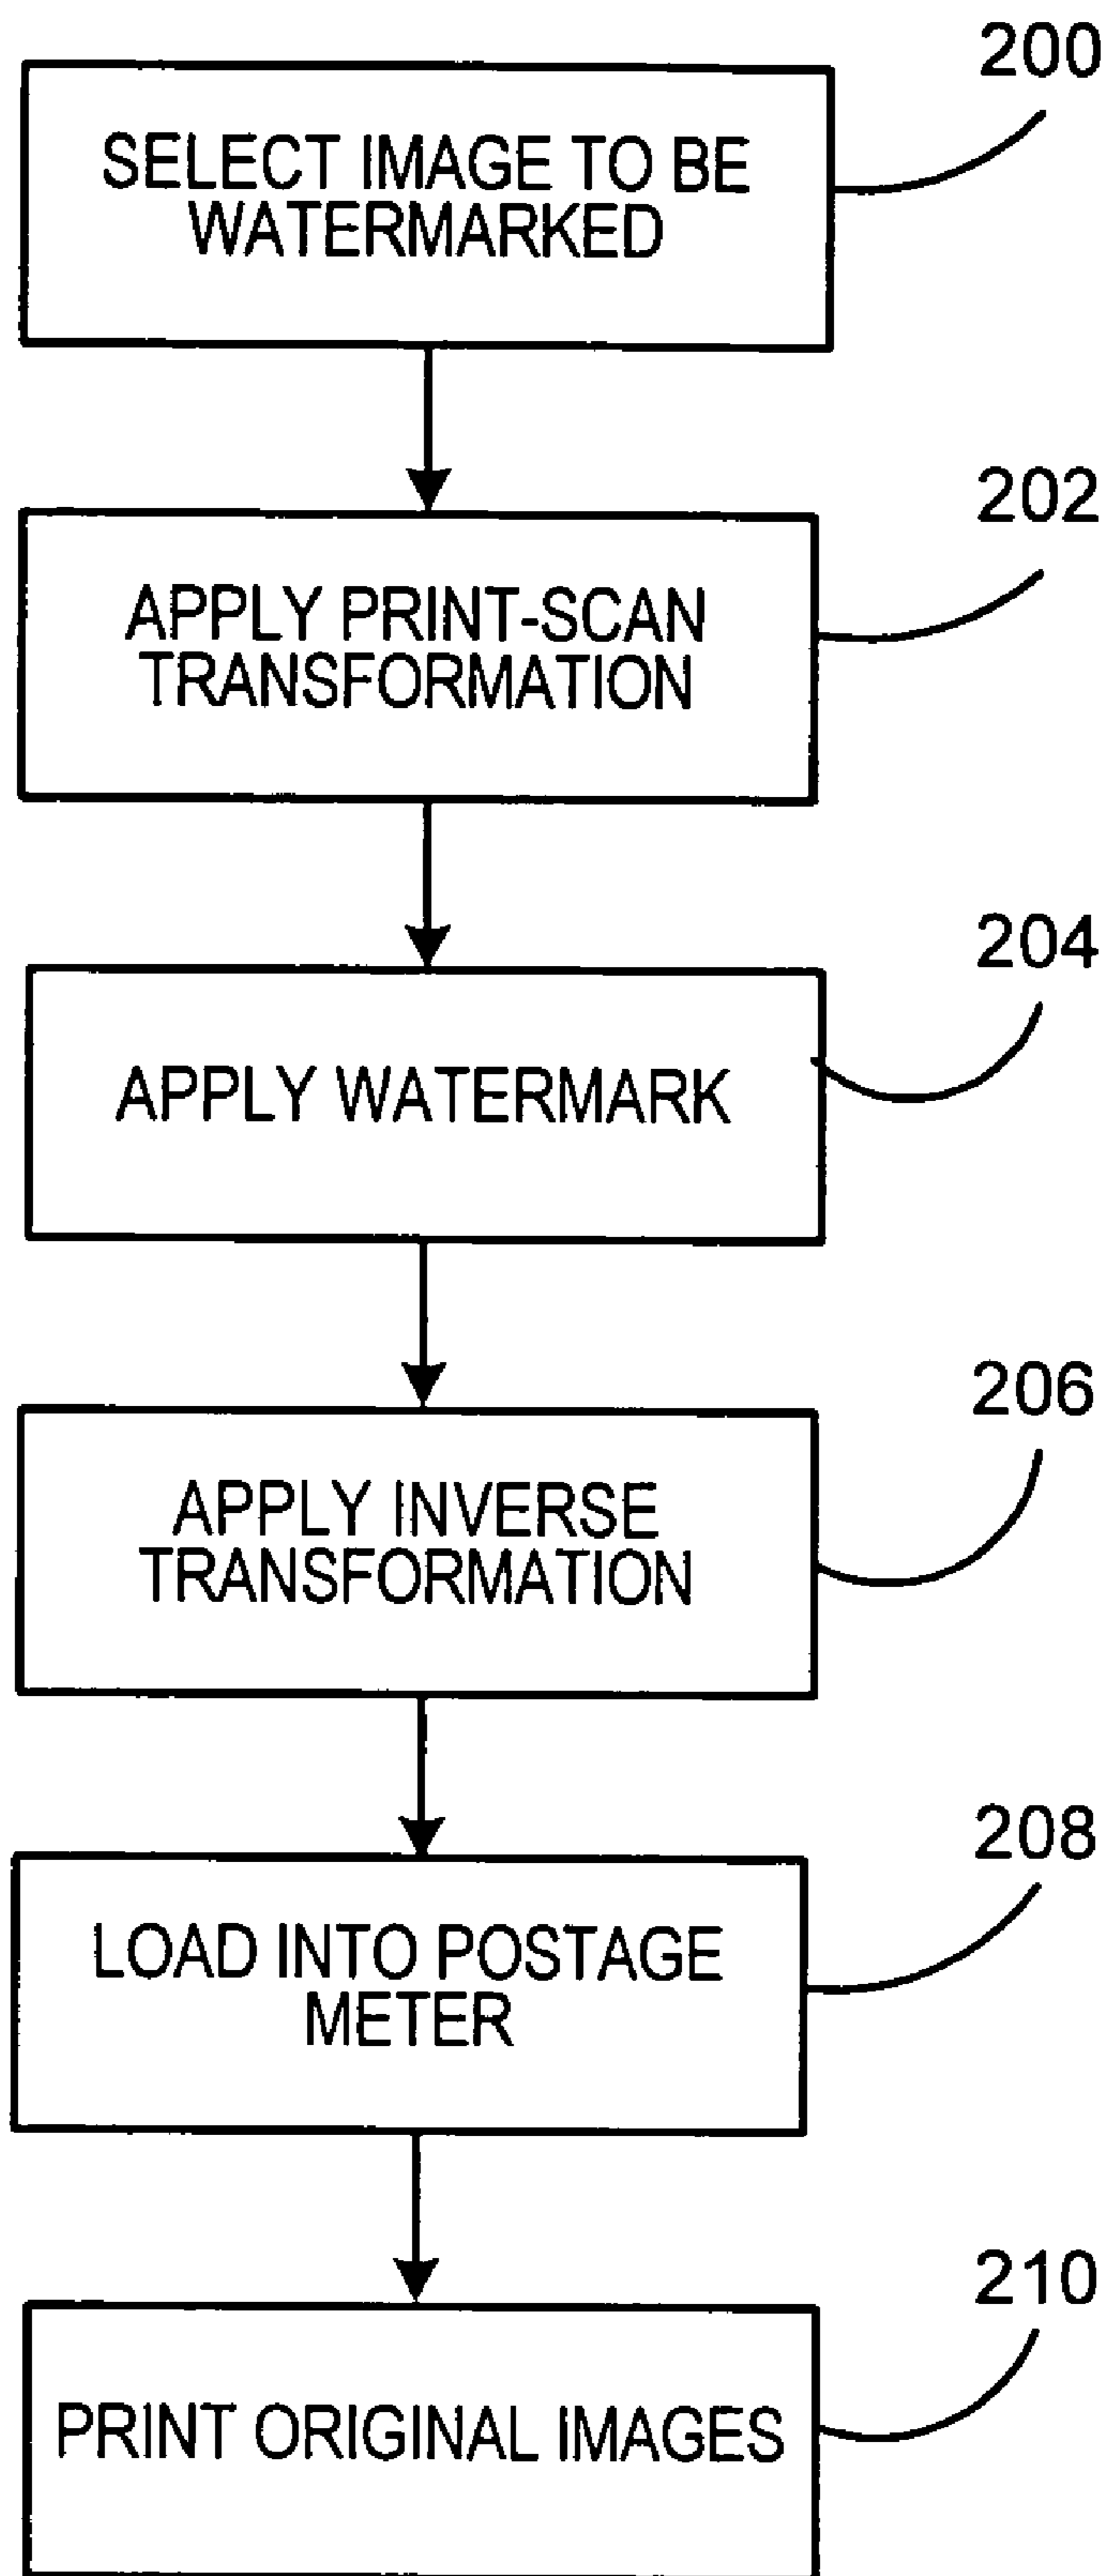 200
SELECT IMAGE TO BE
WATERMARKED
202
APPLY PRINT-SCAN
TRANSFORMATION
204
APPLY WATERMARK
206
APPLY INVERSE
TRANSFORMATION
208
LOAD INTO POSTAGE
METER
210
PRINT ORIGINAL IMAGES